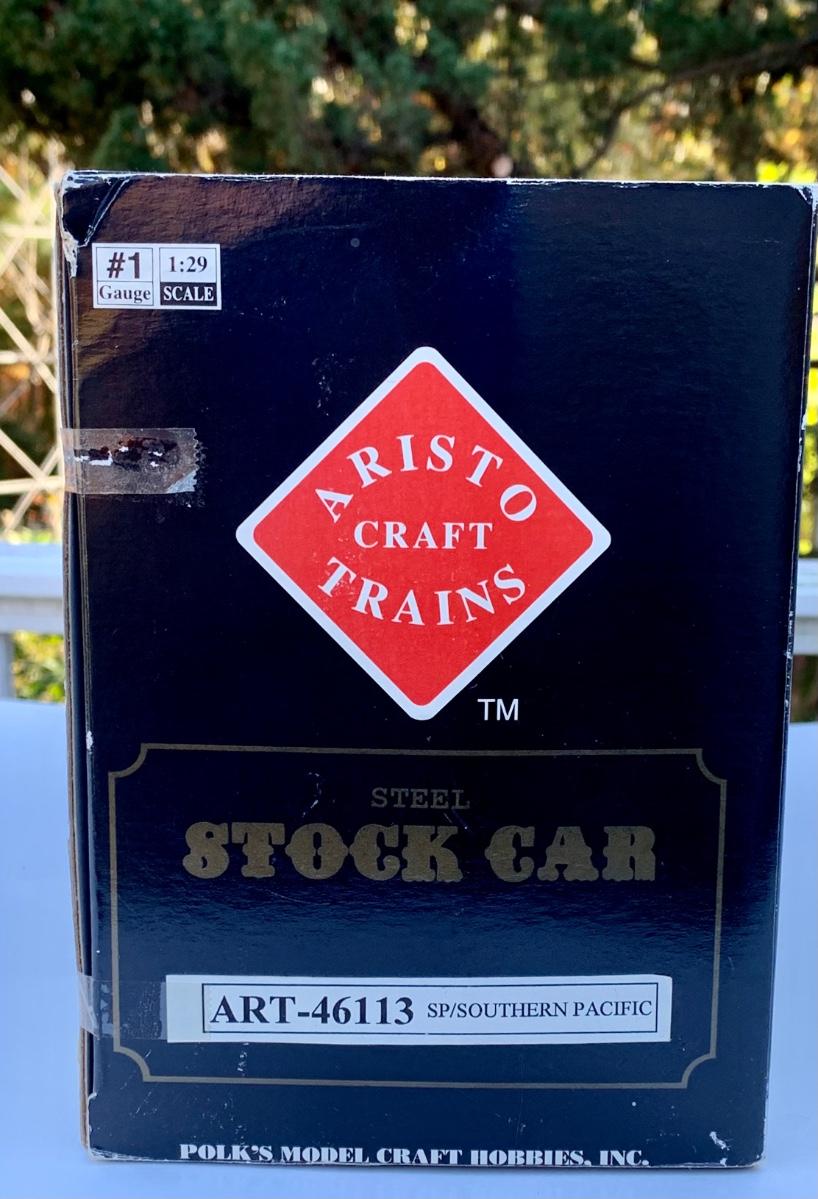 #1 1:29
Gauge SCALE
ARISTO
CRAFT
TRAINS
TM
STEEL
STOCK CAR
ART-46113 SP/SOUTHERN PACIFIC
POLK'S MODEL CRAFT HOBBIES, INC.